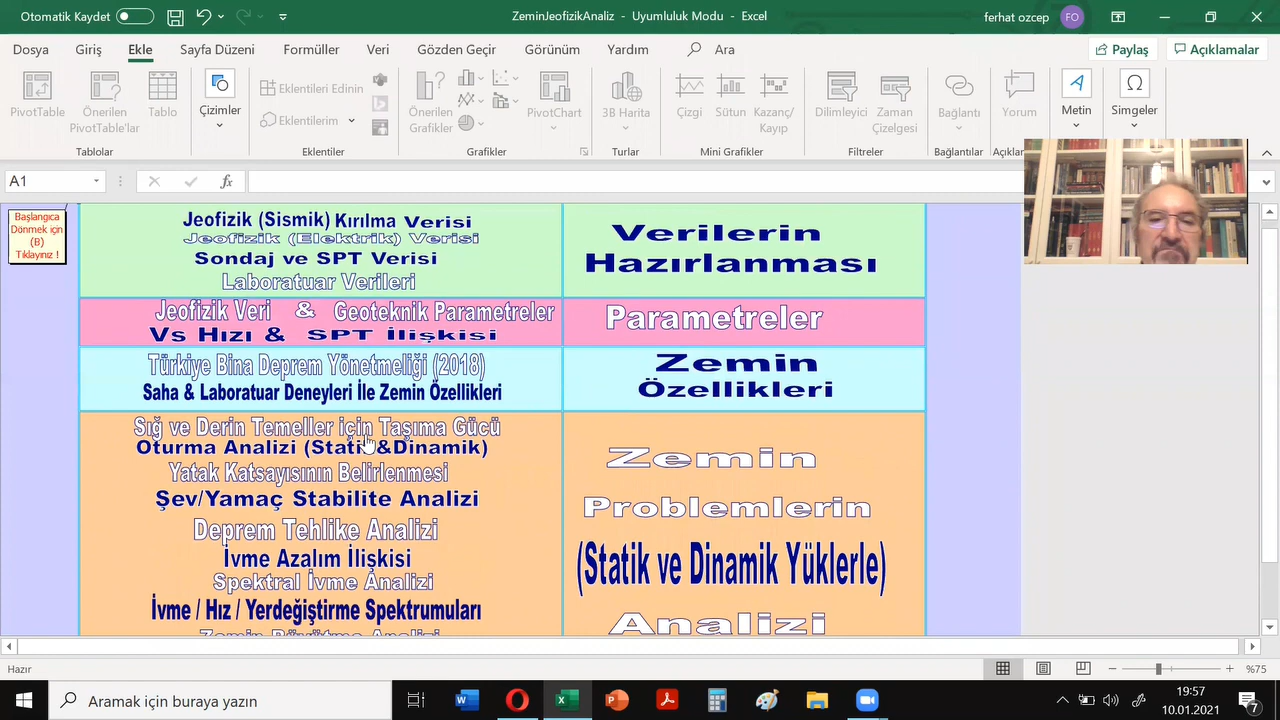 Otomatik Kaydet
ZeminJeofizikAnaliz - Uyumluluk Modu - Excel
ferhat ozcep
FO
Dosya Giriş Ekle Sayfa Düzeni Formüller Veri Gözden Geçir Görünüm Yardım Ara
Paylaş
Açıklamalar
PivotTable
Önerilen PivotTable'lar
Tablo
Tablolar
Çizimler
Eklentileri Edinin
Eklentilerim
Eklentiler
Önerilen Grafikler
PivotChart
Grafikler
3B Harita
Turlar
Çizgi
Sütun
Kazanç/ Kayıp
Mini Grafikler
Dilimleyici
Zaman Çizelgesi
Filtreler
Bağlantı
Bağlantılar
Yorum
Açıklar
Metin
Simgeler
A1
fx
Başlangıca
Dönmek için
(B)
Tıklayınız !
Jeofizik (Sismik) Kırılma Verisi
Jeofizik (Elektrik) Verisi
Sondaj ve SPT Verisi
Laboratuar Verileri
Verilerin
Hazırlanması
Jeofizik Veri & Geoteknik Parametreler
Vs Hızı & SPT İlişkisi
Parametreler
Türkiye Bina Deprem Yönetmeliği (2018)
Saha & Laboratuar Deneyleri İle Zemin Özellikleri
Zemin
Özellikleri
Sığ ve Derin Temeller için Taşıma Gücü
Oturma Analizi (Statik&Dinamik)
Yatak Katsayısının Belirlenmesi
Şev/Yamaç Stabilite Analizi
Deprem Tehlike Analizi
İvme Azalım İlişkisi
Spektral İvme Analizi
İvme / Hız / Yerdeğiştirme Spektrumuları
Zemin Büyütme Analizi
Zemin
Problemlerin
(Statik ve Dinamik Yüklerle)
Analizi
Hazır
%75
Aramak için buraya yazın
19:57
10.01.2021
7